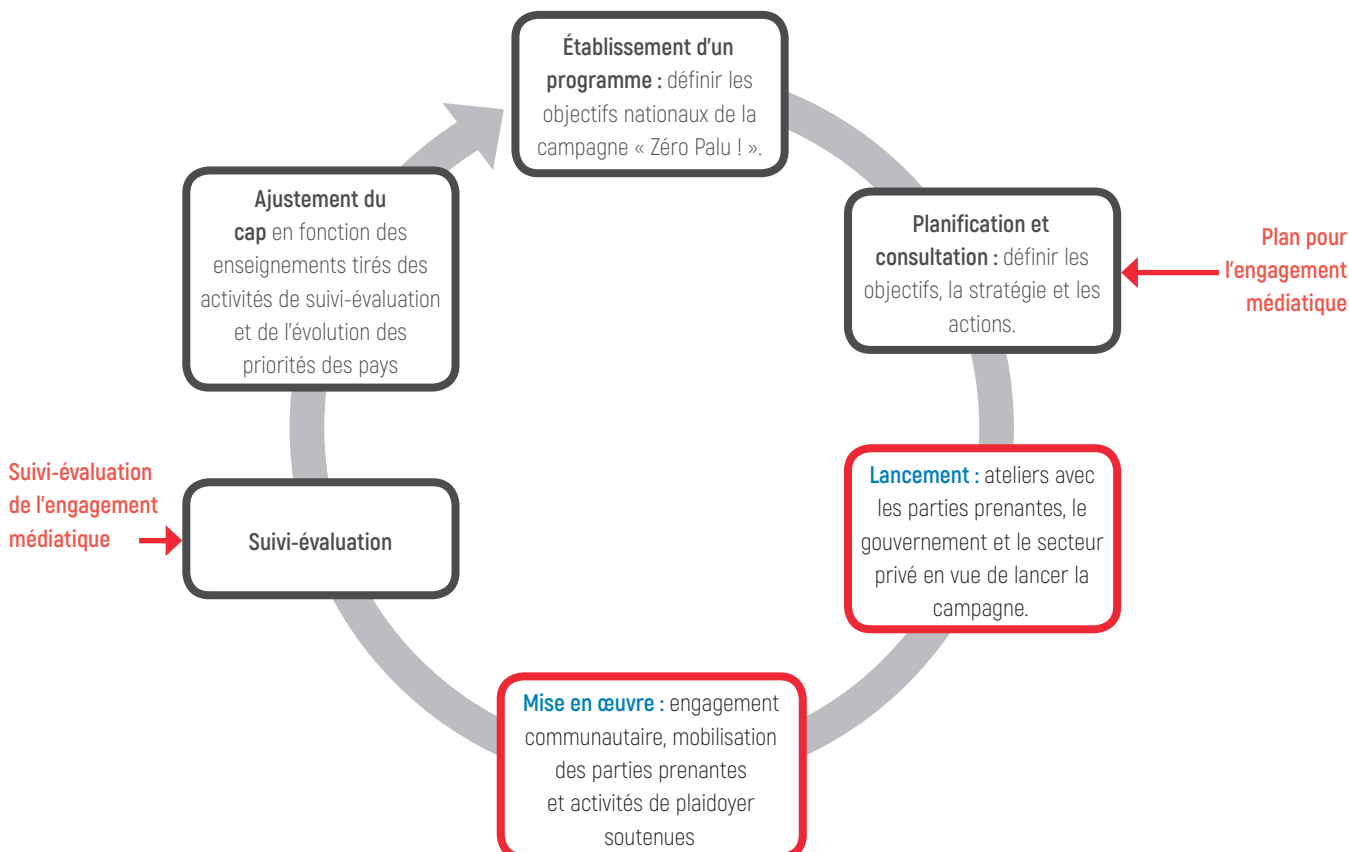 Établissement d'un
programme : définir les
objectifs nationaux de la
campagne « Zéro Palu ! ».
Planification et
consultation : définir les
objectifs, la stratégie et les
actions.
Plan pour
l'engagement
médiatique
Lancement : ateliers avec
les parties prenantes, le
gouvernement et le secteur
privé en vue de lancer la
campagne.
Mise en œuvre : engagement
communautaire, mobilisation
des parties prenantes
et activités de plaidoyer
soutenues
Suivi-évaluation
Suivi-évaluation
de l'engagement
médiatique
Ajustement du
cap en fonction des
enseignements tirés des
activités de suivi-évaluation
et de l'évolution des
priorités des pays